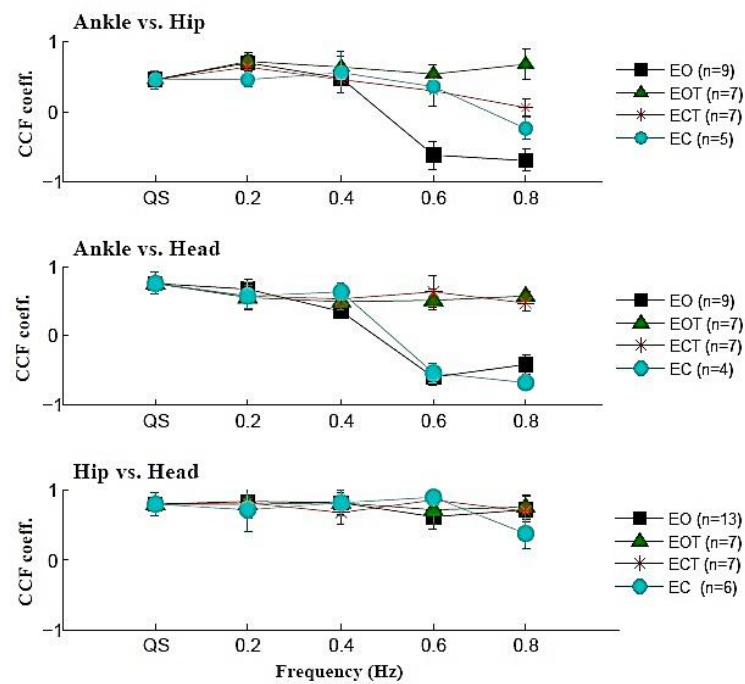 Ankle vs. Hip
1
0
−1
CCF coeff.
QS 0.2 0.4 0.6 0.8
EO (n=9)
EOT (n=7)
ECT (n=7)
EC (n=5)
Ankle vs. Head
1
0
−1
CCF coeff.
QS 0.2 0.4 0.6 0.8
EO (n=9)
EOT (n=7)
ECT (n=7)
EC (n=4)
Hip vs. Head
1
0
−1
CCF coeff.
QS 0.2 0.4 0.6 0.8
Frequency (Hz)
EO (n=13)
EOT (n=7)
ECT (n=7)
EC (n=6)